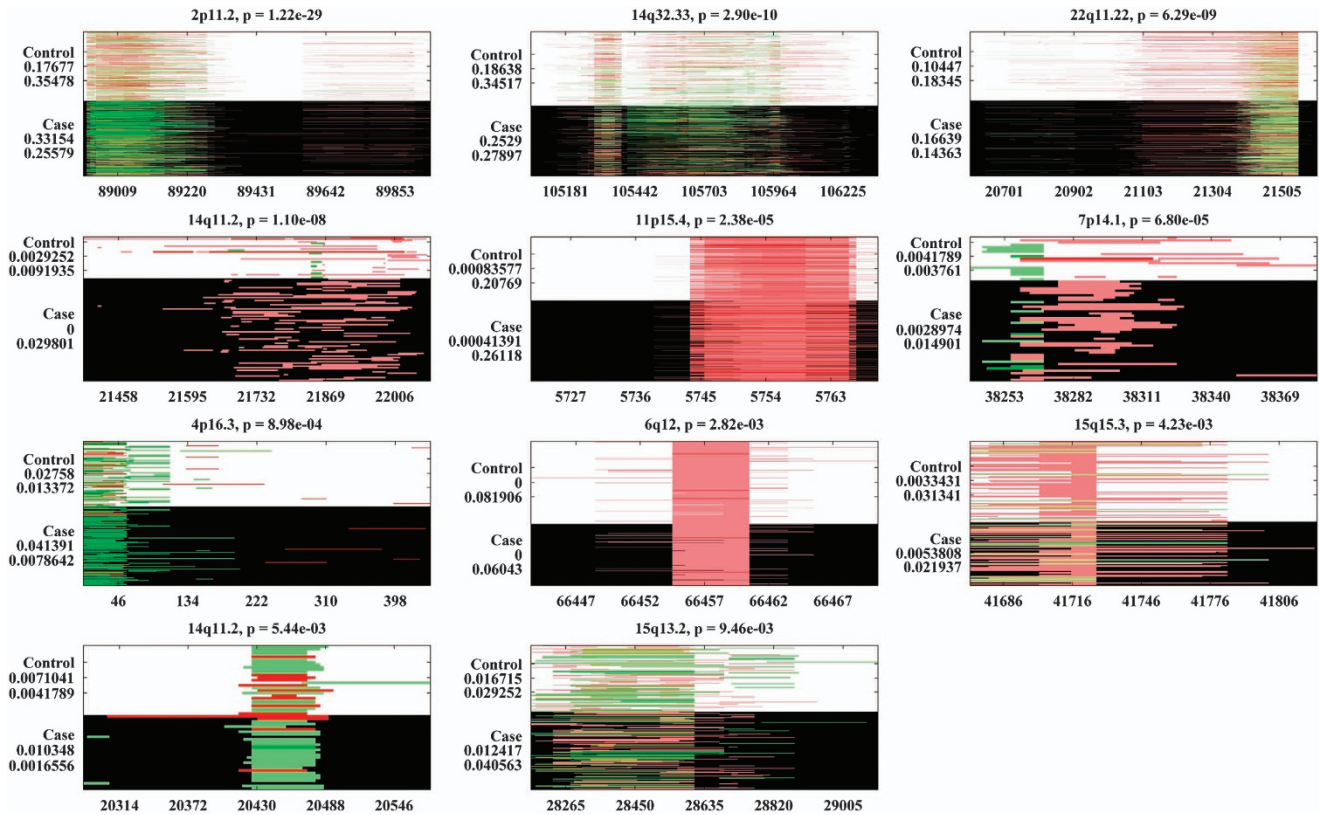 2p11.2, p = 1.22e-29
Control
0.17677
0.35478
Case
0.33154
0.25579
89009 89220 89431 89642 89853
14q32.33, p = 2.90e-10
Control
0.18638
0.34517
Case
0.2529
0.27897
105181 105442 105703 105964 106225
22q11.22, p = 6.29e-09
Control
0.10447
0.18345
Case
0.16639
0.14363
20701 20902 21103 21304 21505
14q11.2, p = 1.10e-08
Control
0.0029252
0.0091935
Case
0
0.029801
21458 21595 21732 21869 22006
11p15.4, p = 2.38e-05
Control
0.00083577
0.20769
Case
0.00041391
0.26118
5727 5736 5745 5754 5763
7p14.1, p = 6.80e-05
Control
0.0041789
0.003761
Case
0.0028974
0.014901
38253 38282 38311 38340 38369
4p16.3, p = 8.98e-04
Control
0.02758
0.013372
Case
0.041391
0.0078642
46 134 222 310 398
6q12, p = 2.82e-03
Control
0
0.081906
Case
0
0.06043
66447 66452 66457 66462 66467
15q15.3, p = 4.23e-03
Control
0.0033431
0.031341
Case
0.0053808
0.021937
41686 41716 41746 41776 41806
14q11.2, p = 5.44e-03
Control
0.0071041
0.0041789
Case
0.010348
0.0016556
20314 20372 20430 20488 20546
15q13.2, p = 9.46e-03
Control
0.016715
0.029252
Case
0.012417
0.040563
28265 28450 28635 28820 29005